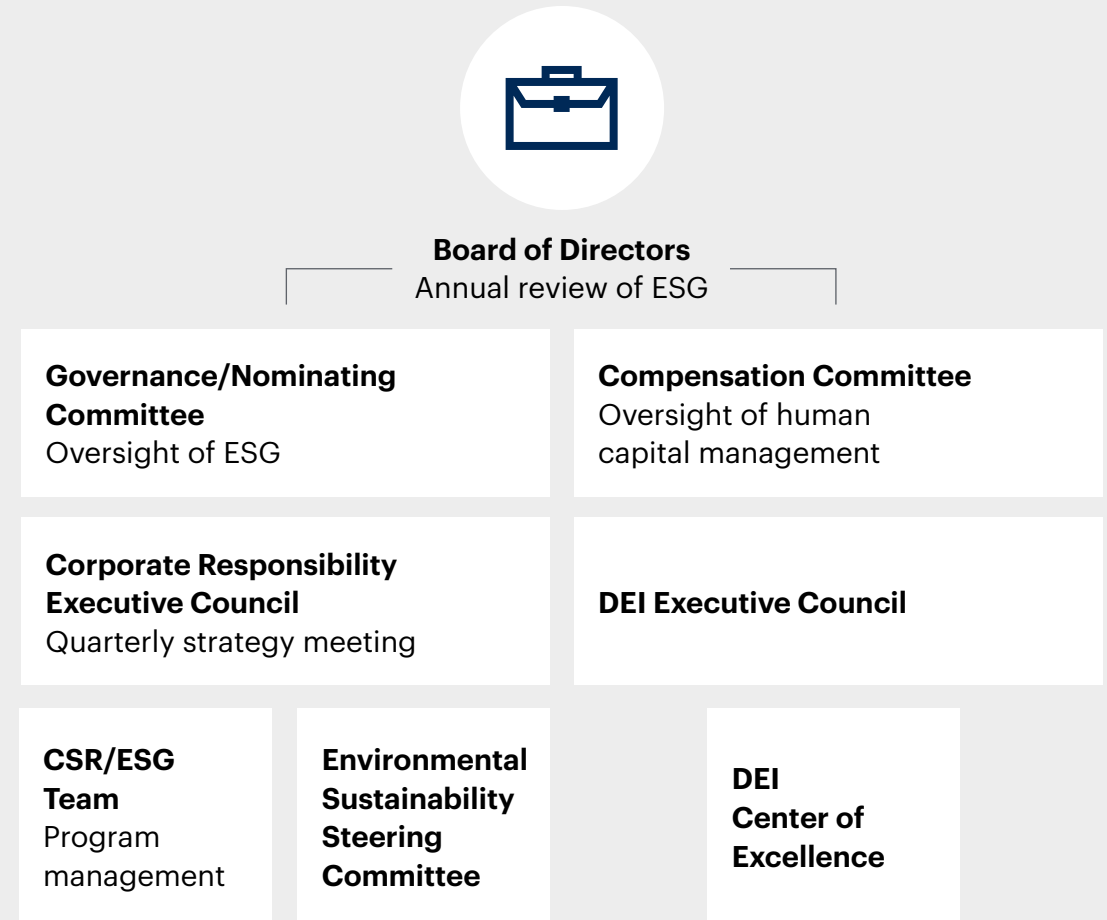 Board of Directors
Annual review of ESG
Governance/Nominating
Committee
Oversight of ESG
Compensation Committee
Oversight of human
capital management
Corporate Responsibility
Executive Council
Quarterly strategy meeting
DEI Executive Council
CSR/ESG
Team
Program
management
Environmental
Sustainability
Steering
Committee
DEI
Center of
Excellence